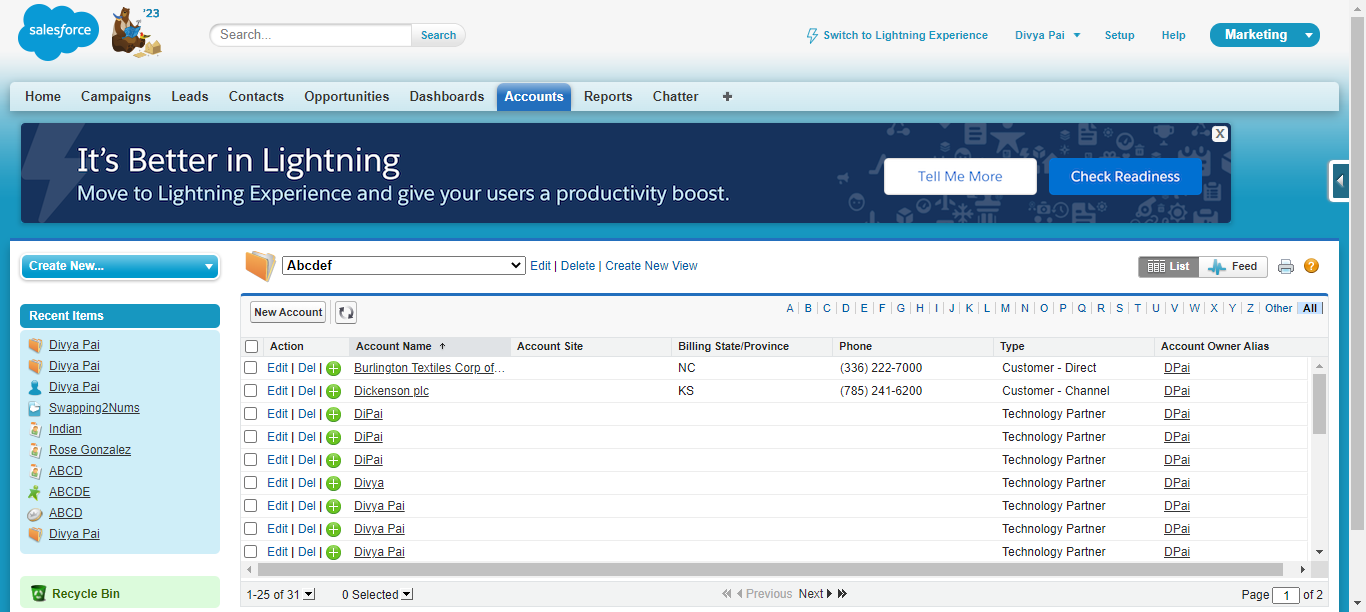 salesforce
'23
Search...
Search
Switch to Lightning Experience
Divya Pai
Setup
Help
Marketing
Home Campaigns Leads Contacts Opportunities Dashboards Accounts Reports Chatter +
It's Better in Lightning
Move to Lightning Experience and give your users a productivity boost.
Tell Me More
Check Readiness
X
Create New...
Recent Items
Divya Pai
Divya Pai
Divya Pai
Swapping2Nums
Indian
Rose Gonzalez
ABCD
ABCDE
ABCD
Divya Pai
Recycle Bin
Abcdef
Edit | Delete | Create New View
List
Feed
?
New Account
A B C D E F G H I J K L M N O P Q R S T U V W X Y Z Other All
Action Account Name Account Site Billing State/Province Phone Type Account Owner Alias
Edit | Del | Burlington Textiles Corp of... NC (336) 222-7000 Customer - Direct DPai
Edit | Del | Dickenson plc KS (785) 241-6200 Customer - Channel DPai
Edit | Del | DiPai Technology Partner DPai
Edit | Del | DiPai Technology Partner DPai
Edit | Del | DiPai Technology Partner DPai
Edit | Del | Divya Technology Partner DPai
Edit | Del | Divya Pai Technology Partner DPai
Edit | Del | Divya Pai Technology Partner DPai
Edit | Del | Divya Pai Technology Partner DPai
1-25 of 31
0 Selected
Previous Next
Page 1 of 2